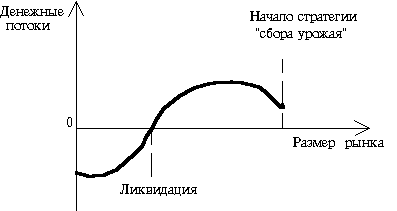 Денежные
потоки
Начало стратегии
"сбора урожая"
0
Размер рынка
Ликвидация